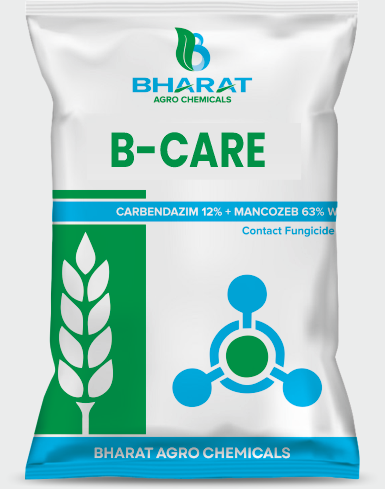 BHARAT
AGRO CHEMICALS
B-CARE
CARBENDAZIM 12% + MANCOZEB 63% W
Contact Fungicide
BHARAT AGRO CHEMICALS